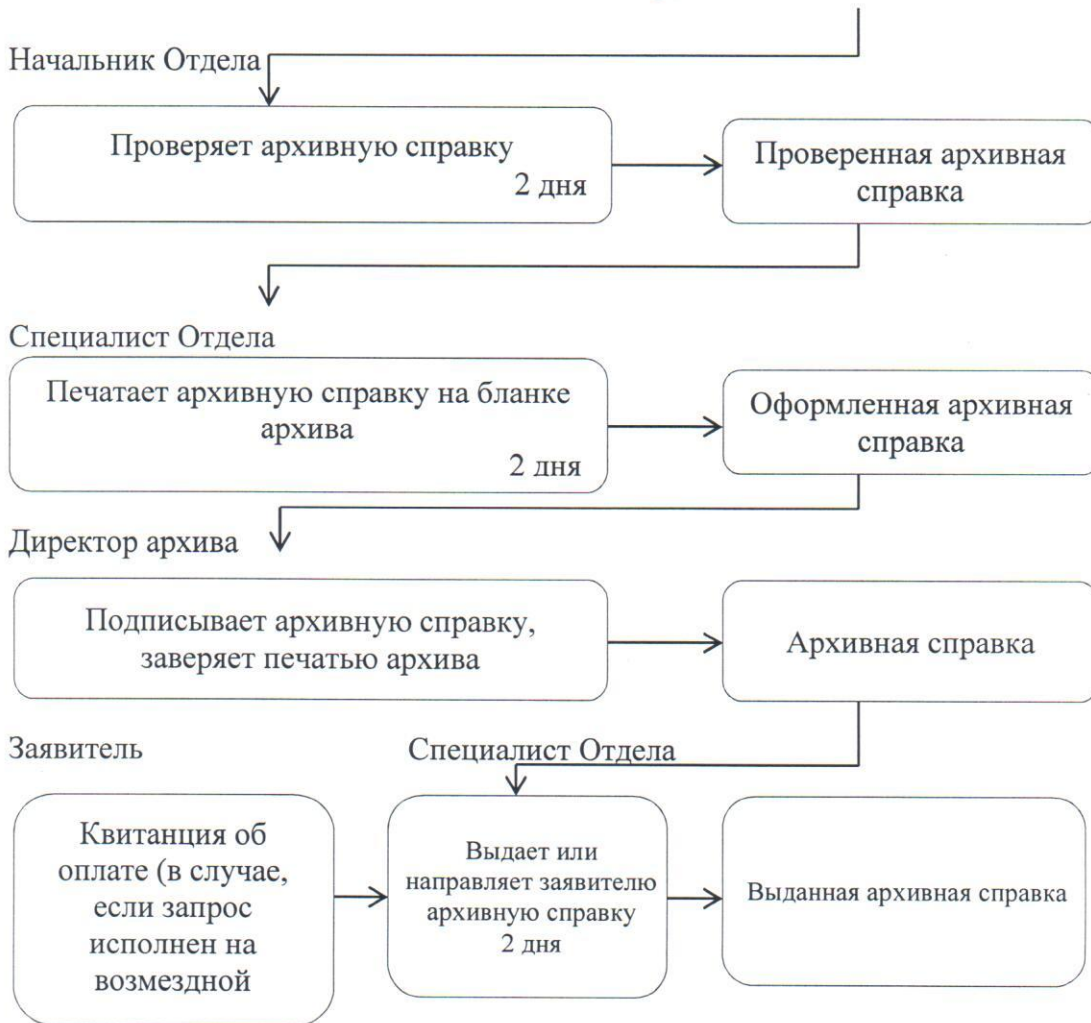 Начальник Отдела
Проверяет архивную справку
2 дня
Проверенная архивная
справка
Специалист Отдела
Печатает архивную справку на бланке
архива
2 дня
Оформленная архивная
справка
Директор архива
Подписывает архивную справку,
заверяет печатью архива
Архивная справка
Заявитель
Специалист Отдела
Квитанция об
оплате (в случае,
если запрос
исполнен на
возмездной
Выдает или
направляет заявителю
архивную справку
2 дня
Выданная архивная справка